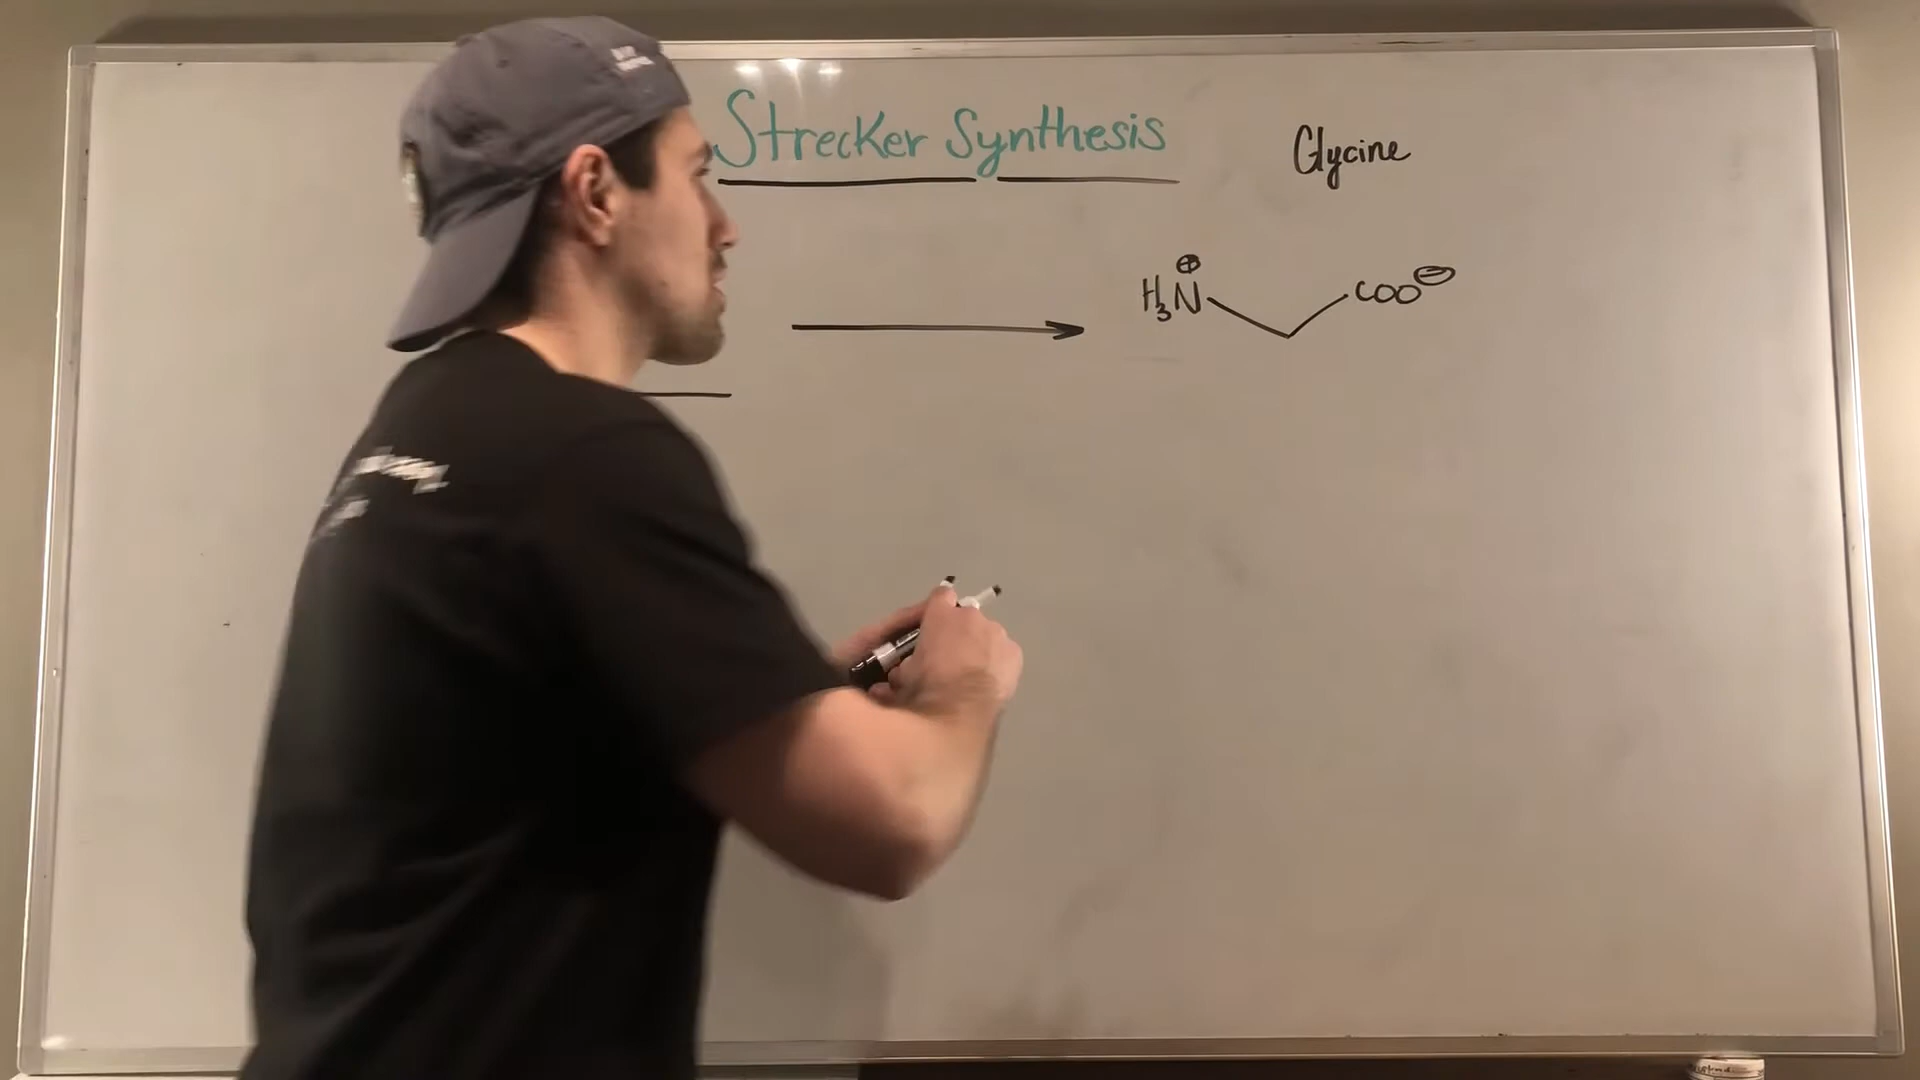 Strecker Synthesis
Glycine
H₃N⊕ COO⊖